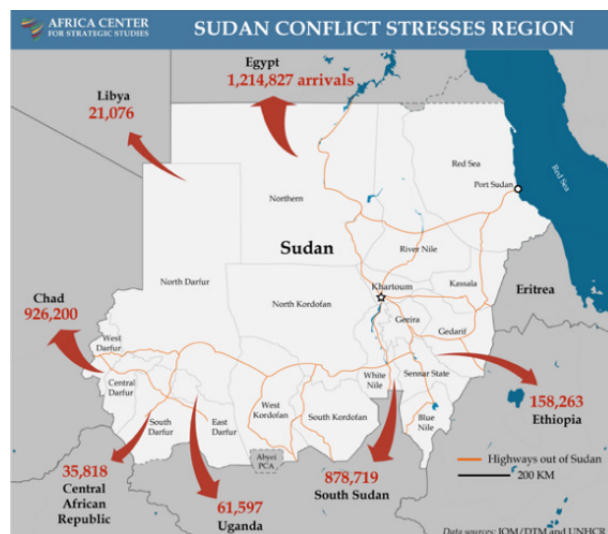 AFRICA CENTER
FOR STRATEGIC STUDIES
SUDAN CONFLICT STRESSES REGION
Egypt
1,214,827 arrivals
Libya
21,076
Red Sea
Port Sudan
Red Sea
Northern
Sudan
River Nile
North Darfur
Khartoum
Kassala
Eritrea
North Kordofan
Chad
926,200
Gezira
Gedarif
West
Darfur
Central
Darfur
White
Nile
Sennar State
158,263
Ethiopia
West
Kordofan
South Kordofan
South
Darfur
East
Darfur
Blue
Nile
Abyei
PCA
Highways out of Sudan
200 KM
35,818
Central
African
Republic
61,597
Uganda
878,719
South Sudan
Data sources: IOM/DTM and UNHCR